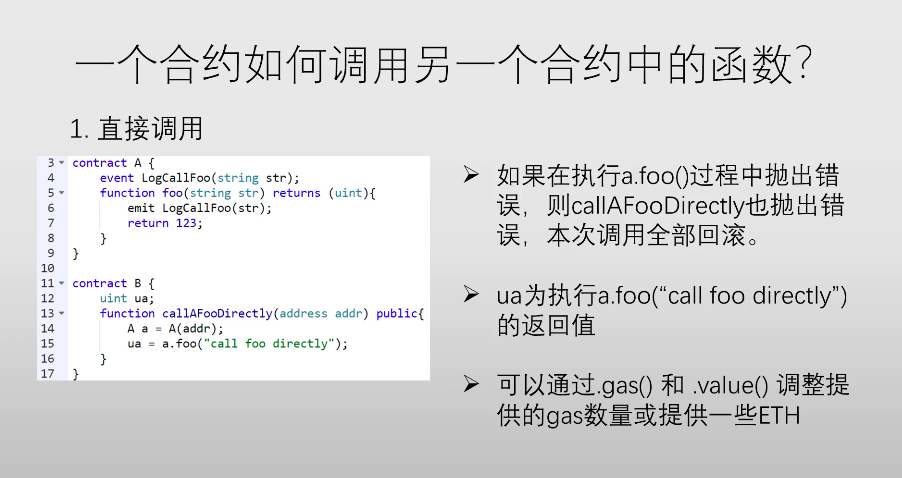 一个合约如何调用另一个合约中的函数?
1. 直接调用
3 contract A {
4     event LogCallFoo(string str);
5     function foo(string str) returns (uint){
6         emit LogCallFoo(str);
7         return 123;
8     }
9 }
10
11 contract B {
12     uint ua;
13     function callAFooDirectly(address addr) public{
14         A a = A(addr);
15         ua = a.foo("call foo directly");
16     }
17 }
➢ 如果在执行a.foo()过程中抛出错
误，则callAFooDirectly也抛出错
误，本次调用全部回滚。
➢ ua为执行a.foo(“call foo directly”)
的返回值
➢ 可以通过.gas() 和 .value() 调整提
供的gas数量或提供一些ETH